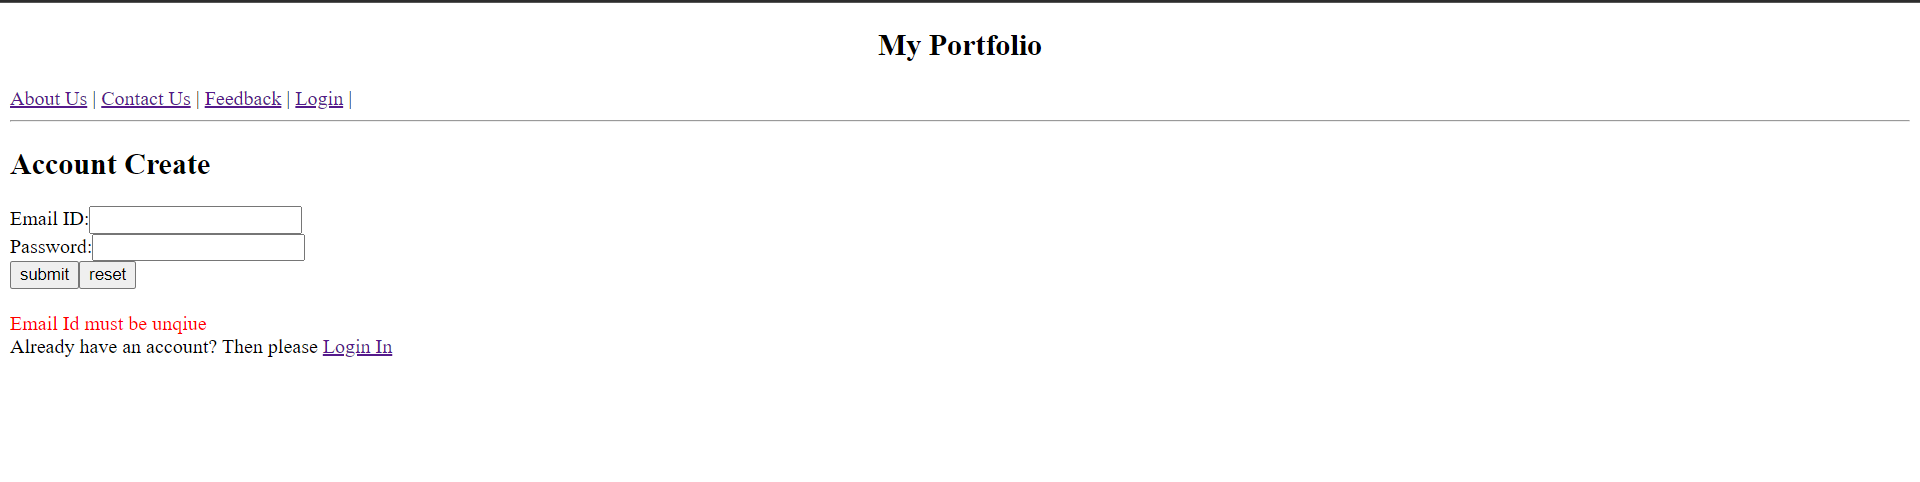 My Portfolio
About Us | Contact Us | Feedback | Login |
Account Create
Email ID:
Password:
submit reset
Email Id must be unqiue
Already have an account? Then please Login In